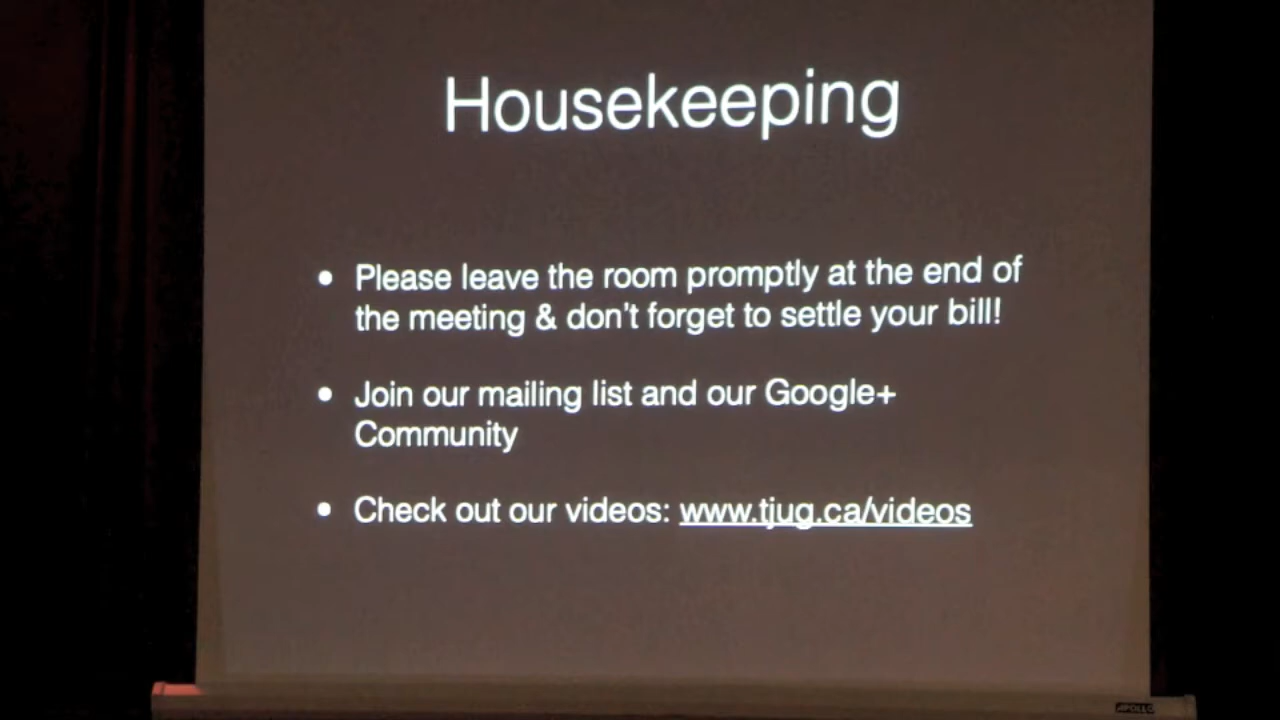 Housekeeping
• Please leave the room promptly at the end of
the meeting & don't forget to settle your bill!
• Join our mailing list and our Google+
Community
• Check out our videos: www.tjug.ca/videos
APOLLO